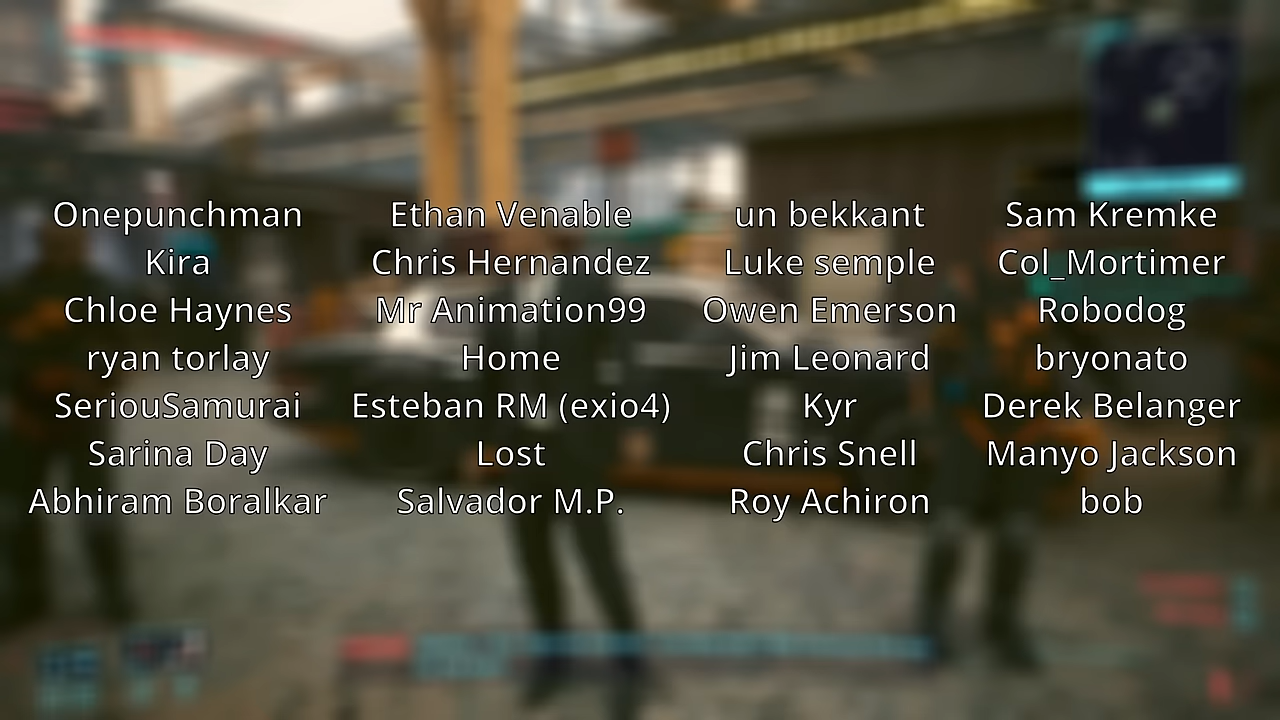 Onepunchman Ethan Venable un bekkant Sam Kremke
Kira Chris Hernandez Luke semple Col_Mortimer
Chloe Haynes Mr Animation99 Owen Emerson Robodog
ryan torlay Home Jim Leonard bryonato
SeriouSamurai Esteban RM (exio4) Kyr Derek Belanger
Sarina Day Lost Chris Snell Manyo Jackson
Abhiram Boralkar Salvador M.P. Roy Achiron bob